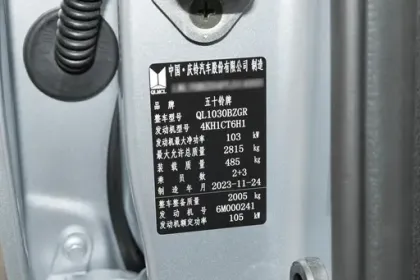 中国·庆铃汽车股份有限公司 制造
QLMCL
品牌 五十铃牌
整车型号 QL1030BZGR
发动机型号 4KH1CT6H1
发动机最大净功率 103 kW
最大允许总质量 2815 kg
装载质量 485 kg
乘员数 2+3
制造年月 2023-11-24
整车整备质量 2005 kg
发动机号 6M000241
发动机额定功率 105 kW